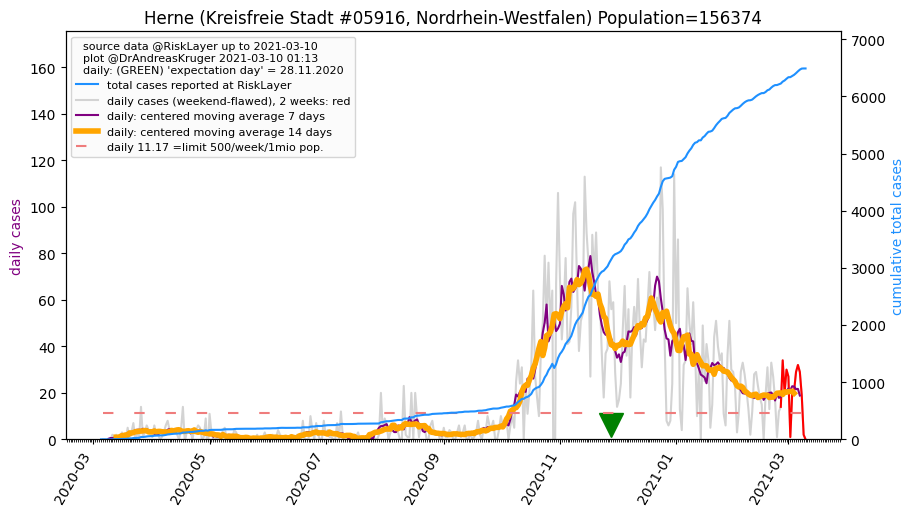 Herne (Kreisfreie Stadt #05916, Nordrhein-Westfalen) Population=156374
source data @RiskLayer up to 2021-03-10
plot @DrAndreasKruger 2021-03-10 01:13
daily: (GREEN) 'expectation day' = 28.11.2020
total cases reported at RiskLayer
daily cases (weekend-flawed), 2 weeks: red
daily: centered moving average 7 days
daily: centered moving average 14 days
daily 11.17 =limit 500/week/1mio pop.
daily cases
160
140
120
100
80
60
40
20
0
cumulative total cases
7000
6000
5000
4000
3000
2000
1000
0
2020-03
2020-05
2020-07
2020-09
2020-11
2021-01
2021-03